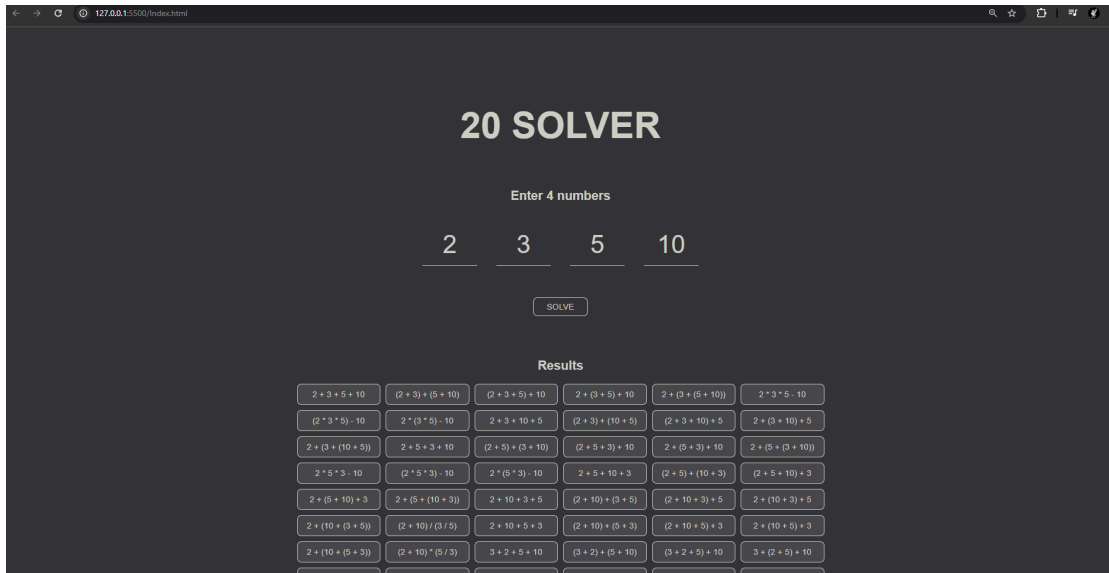 127.0.0.1:5500/Index.html
20 SOLVER
Enter 4 numbers
2 3 5 10
SOLVE
Results
2 + 3 + 5 + 10 (2 + 3) + (5 + 10) (2 + 3 + 5) + 10 2 + (3 + 5) + 10 2 + (3 + (5 + 10)) 2 * 3 * 5 - 10
(2 * 3 * 5) - 10 2 * (3 * 5) - 10 2 + 3 + 10 + 5 (2 + 3) + (10 + 5) (2 + 3 + 10) + 5 2 + (3 + 10) + 5
2 + (3 + (10 + 5)) 2 + 5 + 3 + 10 (2 + 5) + (3 + 10) (2 + 5 + 3) + 10 2 + (5 + 3) + 10 2 + (5 + (3 + 10))
2 * 5 * 3 - 10 (2 * 5 * 3) - 10 2 * (5 * 3) - 10 2 + 5 + 10 + 3 (2 + 5) + (10 + 3) (2 + 5 + 10) + 3
2 + (5 + 10) + 3 2 + (5 + (10 + 3)) 2 + 10 + 3 + 5 (2 + 10) + (3 + 5) (2 + 10 + 3) + 5 2 + (10 + 3) + 5
2 + (10 + (3 + 5)) (2 + 10) / (3 / 5) 2 + 10 + 5 + 3 (2 + 10) + (5 + 3) (2 + 10 + 5) + 3 2 + (10 + 5) + 3
2 + (10 + (5 + 3)) (2 + 10) * (5 / 3) 3 + 2 + 5 + 10 (3 + 2) + (5 + 10) (3 + 2 + 5) + 10 3 + (2 + 5) + 10